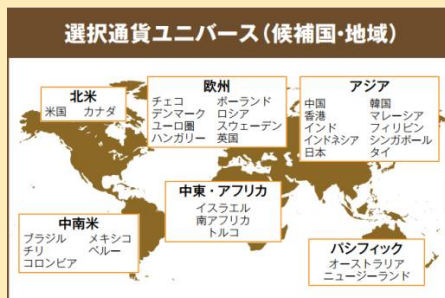 選択通貨ユニバース（候補国・地域）
北米
米国 カナダ
欧州
チェコ ポーランド
デンマーク ロシア
ユーロ圏 スウェーデン
ハンガリー 英国
アジア
中国 韓国
香港 マレーシア
インド フィリピン
インドネシア シンガポール
日本 タイ
中東・アフリカ
イスラエル
南アフリカ
トルコ
中南米
ブラジル メキシコ
チリ ペルー
コロンビア
パシフィック
オーストラリア
ニュージーランド